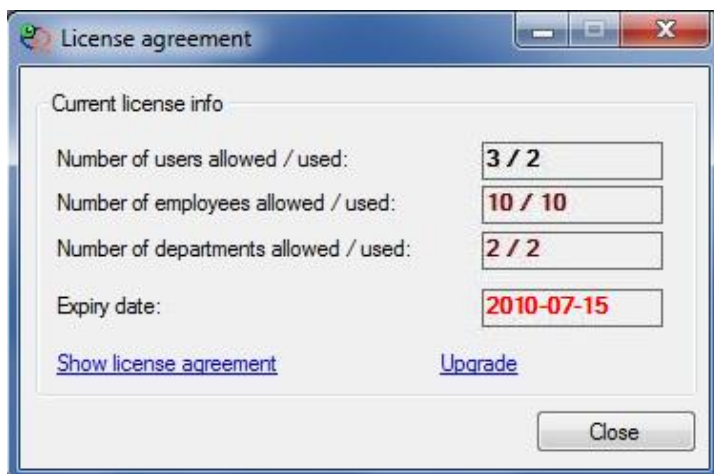 License agreement
Current license info
Number of users allowed / used: 3 / 2
Number of employees allowed / used: 10 / 10
Number of departments allowed / used: 2 / 2
Expiry date: 2010-07-15
Show license agreement Upgrade
Close